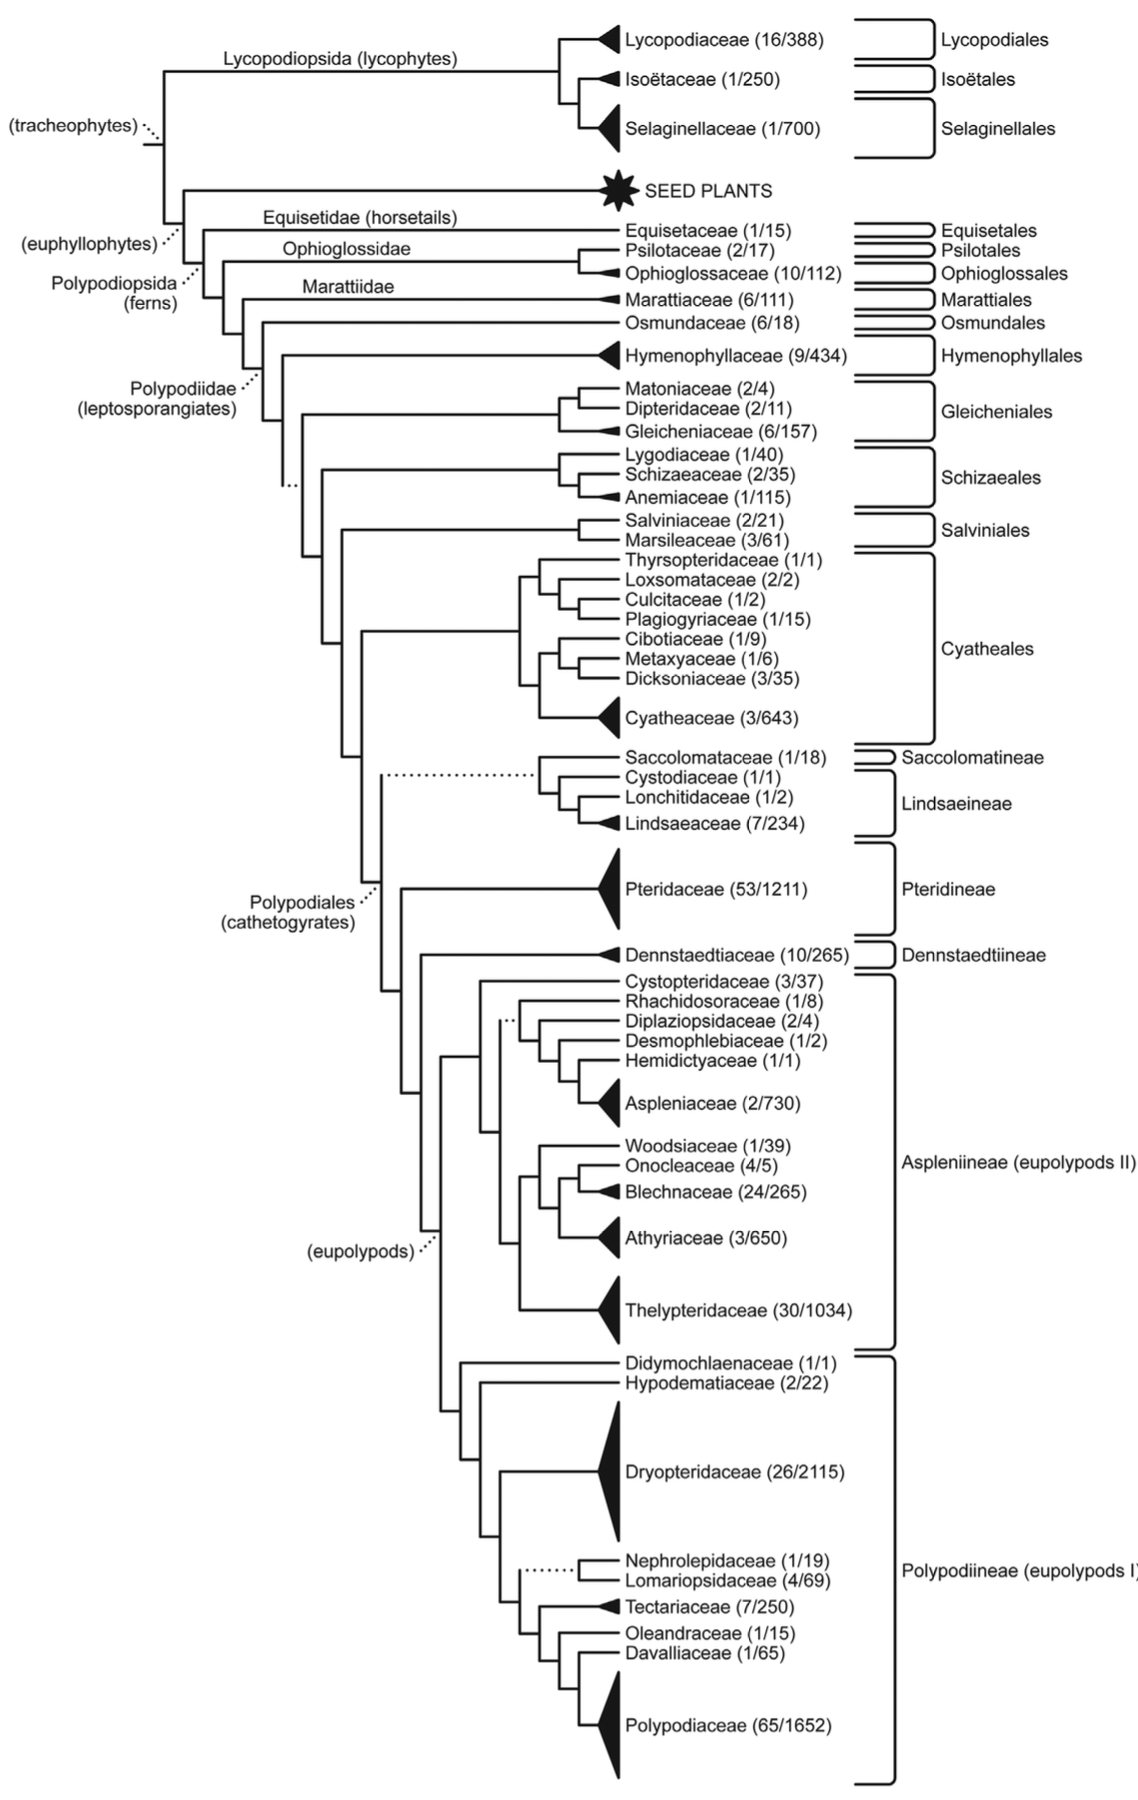 Lycopodiopsida (lycophytes)
Lycopodiaceae (16/388)
Lycopodiales
Isoëtaceae (1/250)
Isoëtales
(tracheophytes)
Selaginellaceae (1/700)
Selaginellales
SEED PLANTS
Equisetidae (horsetails)
Equisetaceae (1/15)
Equisetales
(euphyllophytes)
Ophioglossidae
Psilotaceae (2/17)
Psilotales
Ophioglossaceae (10/112)
Ophioglossales
Polypodiopsida
(ferns)
Marattiidae
Marattiaceae (6/111)
Marattiales
Osmundaceae (6/18)
Osmundales
Hymenophyllaceae (9/434)
Hymenophyllales
Polypodiidae
(leptosporangiates)
Matoniaceae (2/4)
Dipteridaceae (2/11)
Gleicheniaceae (6/157)
Gleicheniales
Lygodiaceae (1/40)
Schizaeaceae (2/35)
Anemiaceae (1/115)
Schizaeales
Salviniaceae (2/21)
Marsileaceae (3/61)
Salviniales
Thyrsopteridaceae (1/1)
Loxsomataceae (2/2)
Culcitaceae (1/2)
Plagiogyriaceae (1/15)
Cibotiaceae (1/9)
Metaxyaceae (1/6)
Dicksoniaceae (3/35)
Cyatheaceae (3/643)
Cyatheales
Saccolomataceae (1/18)
Saccolomatineae
Cystodiaceae (1/1)
Lonchitidaceae (1/2)
Lindsaeaceae (7/234)
Lindsaeineae
Pteridaceae (53/1211)
Pteridineae
Polypodiales
(cathetogyrates)
Dennstaedtiaceae (10/265)
Dennstaedtiineae
Cystopteridaceae (3/37)
Rhachidosoraceae (1/8)
Diplaziopsidaceae (2/4)
Desmophlebiaceae (1/2)
Hemidictyaceae (1/1)
Aspleniaceae (2/730)
Woodsiaceae (1/39)
Onocleaceae (4/5)
Blechnaceae (24/265)
Athyriaceae (3/650)
Aspleniineae (eupolypods II)
(eupolypods)
Thelypteridaceae (30/1034)
Didymochlaenaceae (1/1)
Hypodematiaceae (2/22)
Dryopteridaceae (26/2115)
Nephrolepidaceae (1/19)
Lomariopsidaceae (4/69)
Polypodiineae (eupolypods I)
Tectariaceae (7/250)
Oleandraceae (1/15)
Davalliaceae (1/65)
Polypodiaceae (65/1652)